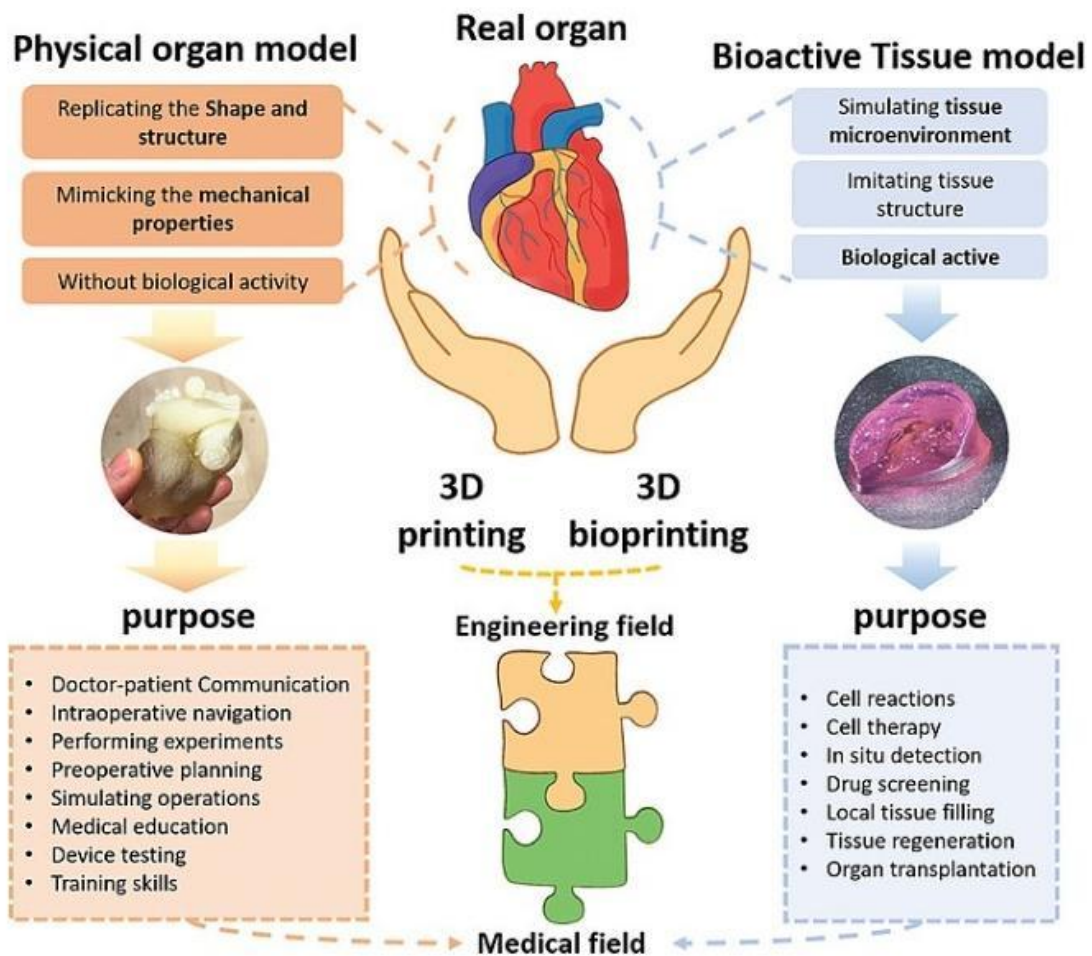 Physical organ model
Real organ
Bioactive Tissue model
Replicating the Shape and
structure
Mimicking the mechanical
properties
Without biological activity
Simulating tissue
microenvironment
Imitating tissue
structure
Biological active
3D
printing
3D
bioprinting
purpose
Engineering field
purpose
• Doctor-patient Communication
• Intraoperative navigation
• Performing experiments
• Preoperative planning
• Simulating operations
• Medical education
• Device testing
• Training skills
• Cell reactions
• Cell therapy
• In situ detection
• Drug screening
• Local tissue filling
• Tissue regeneration
• Organ transplantation
Medical field